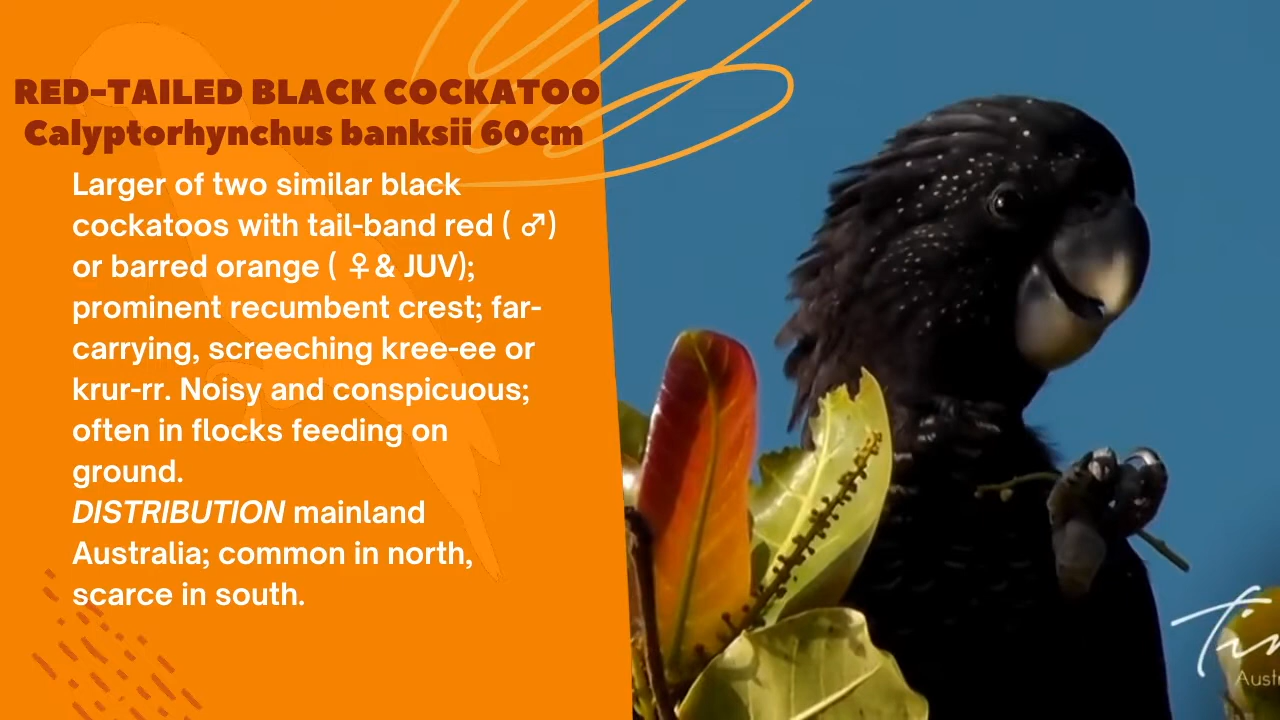 RED-TAILED BLACK COCKATOO
Calyptorhynchus banksii 60cm
Larger of two similar black
cockatoos with tail-band red ( ♂)
or barred orange ( ♀& JUV);
prominent recumbent crest; far-
carrying, screeching kree-ee or
krur-rr. Noisy and conspicuous;
often in flocks feeding on
ground.
DISTRIBUTION mainland
Australia; common in north,
scarce in south.